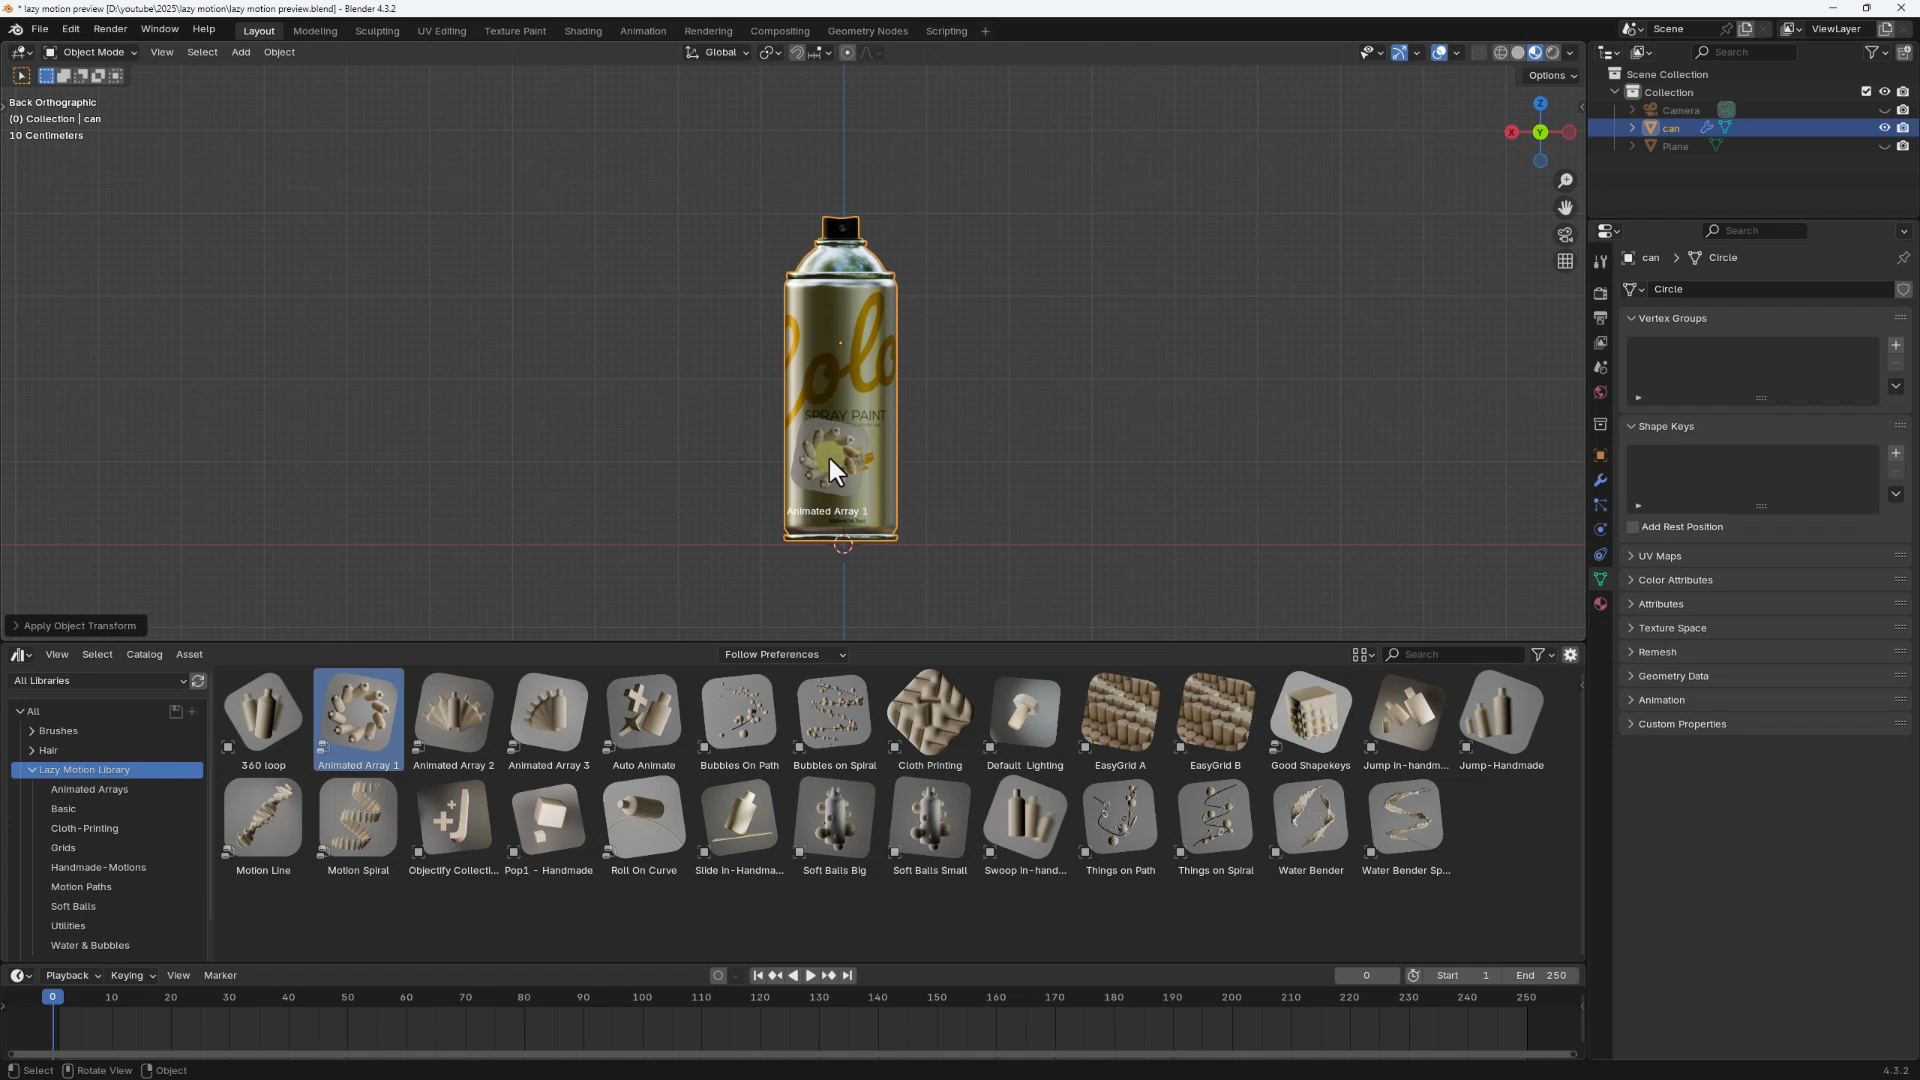 * lazy motion preview [D:\youtube\2025\lazy motion\lazy motion preview.blend] - Blender 4.3.2
File Edit Render Window Help Layout Modeling Sculpting UV Editing Texture Paint Shading Animation Rendering Compositing Geometry Nodes Scripting + Scene ViewLayer
Object Mode View Select Add Object Global Search
Options
Back Orthographic
(0) Collection | can
10 Centimeters
Z
X Y
Scene Collection
Collection
Camera
can
Plane
Search
can > Circle
Circle
Vertex Groups
Shape Keys
Add Rest Position
UV Maps
Color Attributes
Attributes
Texture Space
Remesh
Geometry Data
Animation
Custom Properties
SPRAY PAINT
Animated Array 1
Apply Object Transform
View Select Catalog Asset Follow Preferences Search
All Libraries
All
Brushes
Hair
Lazy Motion Library
Animated Arrays
Basic
Cloth-Printing
Grids
Handmade-Motions
Motion Paths
Soft Balls
Utilities
Water & Bubbles
360 loop Animated Array 1 Animated Array 2 Animated Array 3 Auto Animate Bubbles On Path Bubbles on Spiral Cloth Printing Default Lighting EasyGrid A EasyGrid B Good Shapekeys Jump in-handm... Jump-Handmade
Motion Line Motion Spiral Objectify Collecti... Pop1 - Handmade Roll On Curve Slide in-Handma... Soft Balls Big Soft Balls Small Swoop in-hand... Things on Path Things on Spiral Water Bender Water Bender Sp...
Playback Keying View Marker 0 Start 1 End 250
0 10 20 30 40 50 60 70 80 90 100 110 120 130 140 150 160 170 180 190 200 210 220 230 240 250
Select Rotate View Object 4.3.2